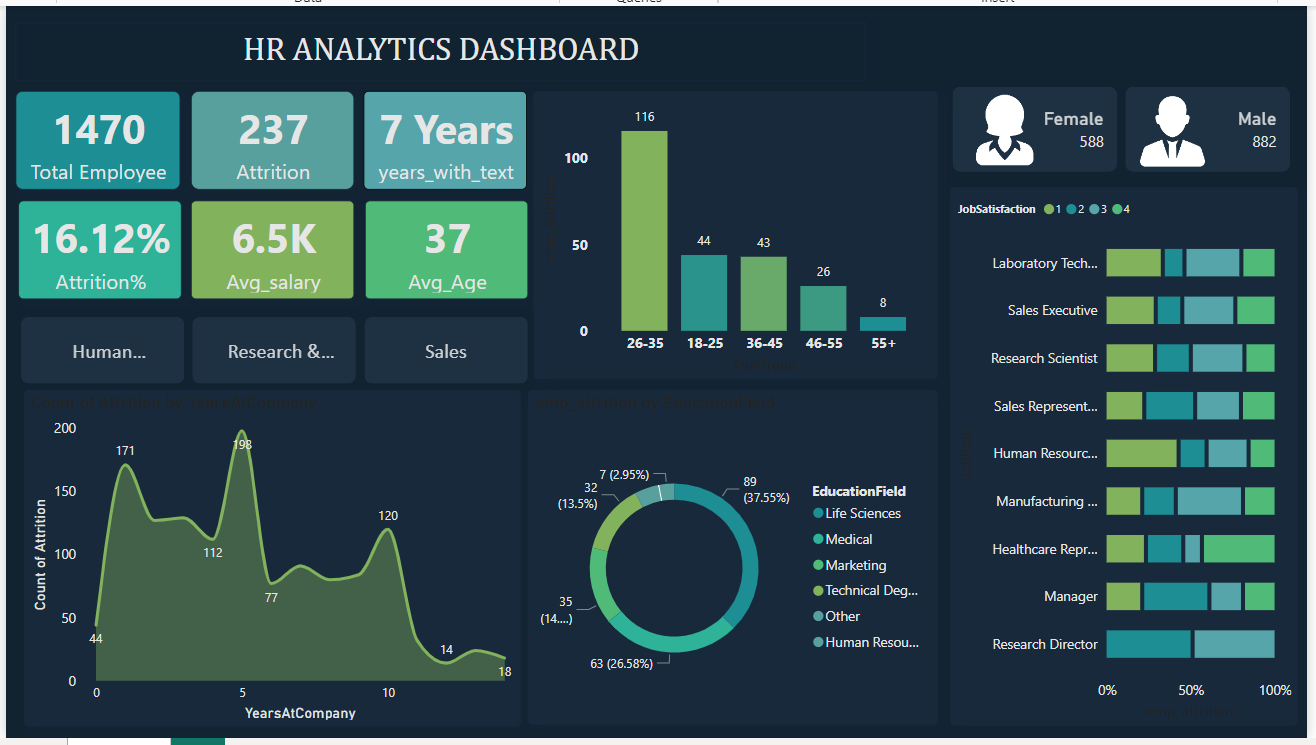 HR ANALYTICS DASHBOARD
1470
Total Employee
237
Attrition
7 Years
years_with_text
16.12%
Attrition%
6.5K
Avg_salary
37
Avg_Age
Human...
Research &...
Sales
116
44
43
26
8
100
50
0
26-35
18-25
36-45
46-55
55+
Female
588
Male
882
JobSatisfaction 1 2 3 4
Laboratory Tech...
Sales Executive
Research Scientist
Sales Represent...
Human Resourc...
Manufacturing ...
Healthcare Repr...
Manager
Research Director
0% 50% 100%
Count of Attrition by YearsAtCompany
Count of Attrition
200
150
100
50
0
44
171
112
198
77
120
14
18
0 5 10
YearsAtCompany
7 (2.95%)
32
(13.5%)
35
(14....)
63 (26.58%)
89
(37.55%)
EducationField
Life Sciences
Medical
Marketing
Technical Deg...
Other
Human Resou...